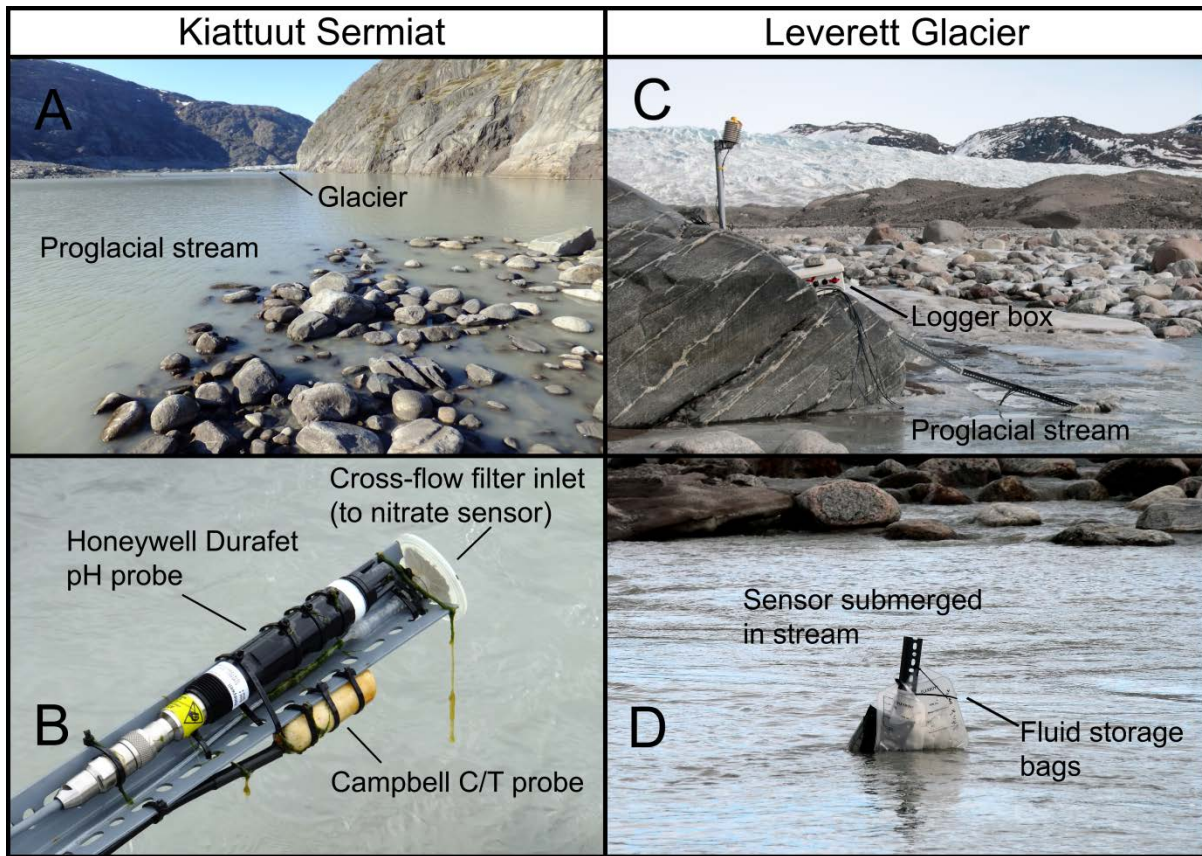 Kiattuut Sermiat
Leverett Glacier
A
Glacier
Proglacial stream
C
Logger box
Proglacial stream
Cross-flow filter inlet
(to nitrate sensor)
Honeywell Durafet
pH probe
B
Campbell C/T probe
Sensor submerged
in stream
D
Fluid storage
bags